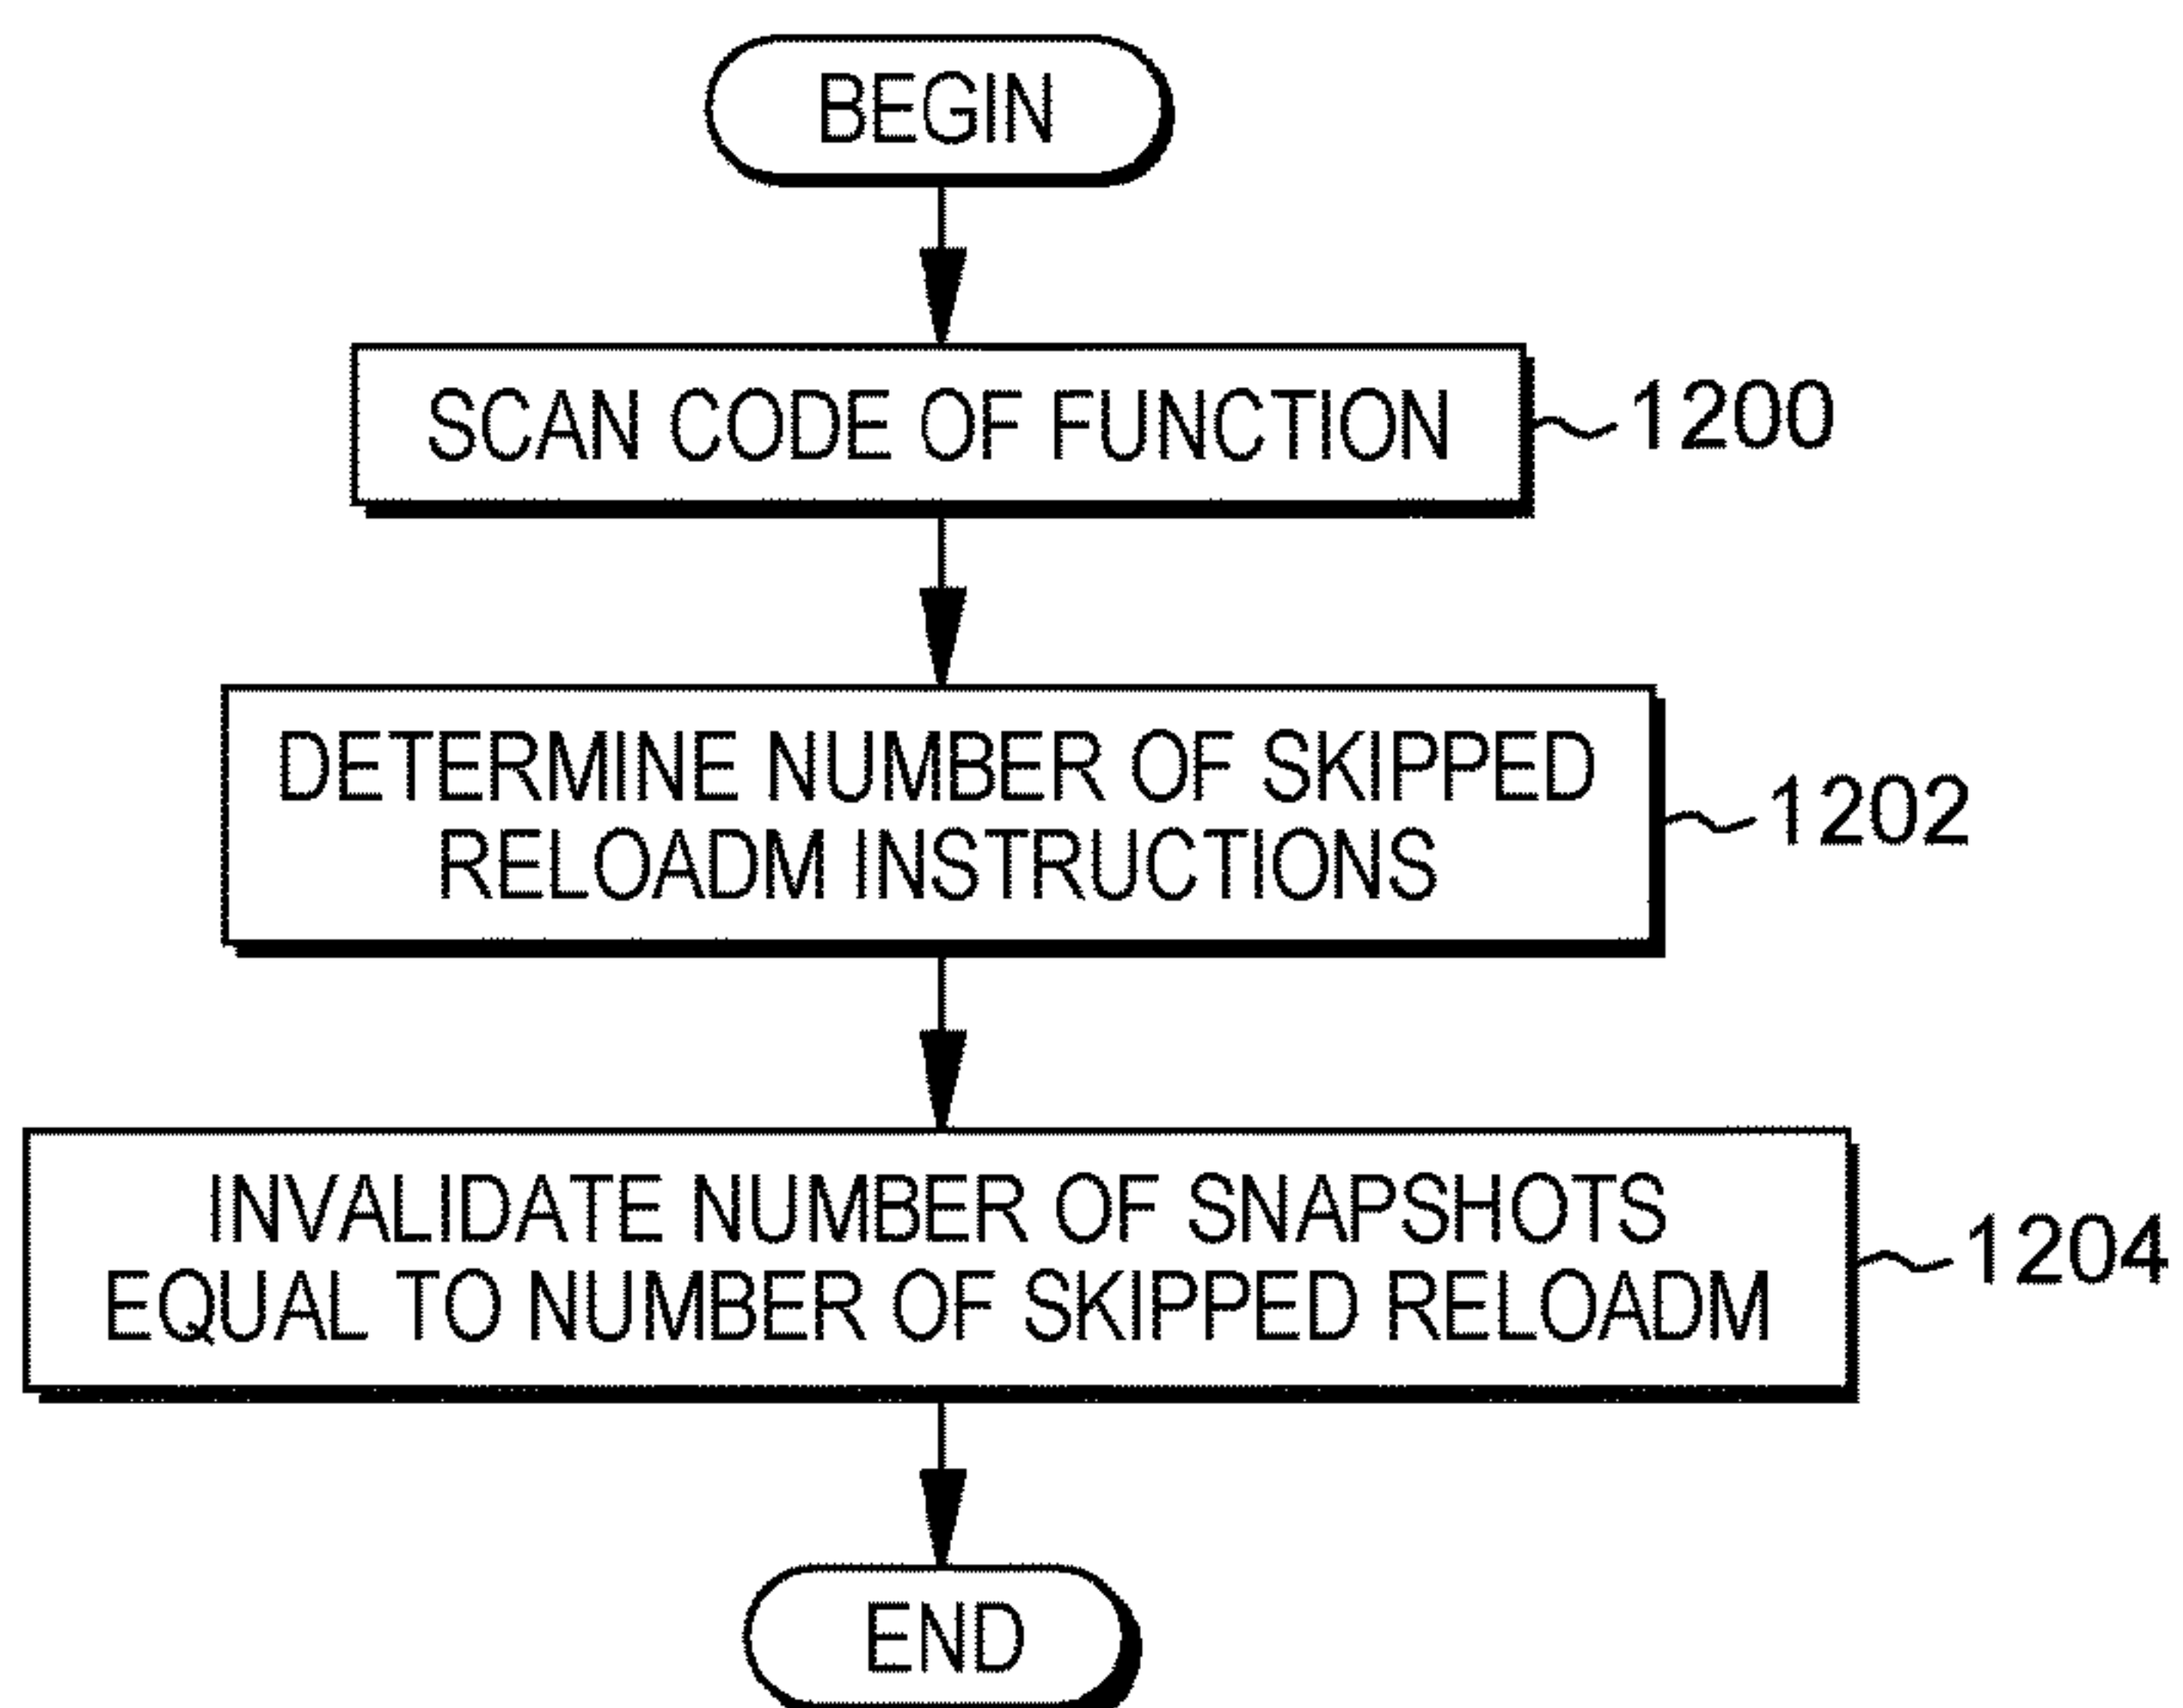 BEGIN
SCAN CODE OF FUNCTION
1200
DETERMINE NUMBER OF SKIPPED
RELOADM INSTRUCTIONS
1202
INVALIDATE NUMBER OF SNAPSHOTS
EQUAL TO NUMBER OF SKIPPED RELOADM
1204
END